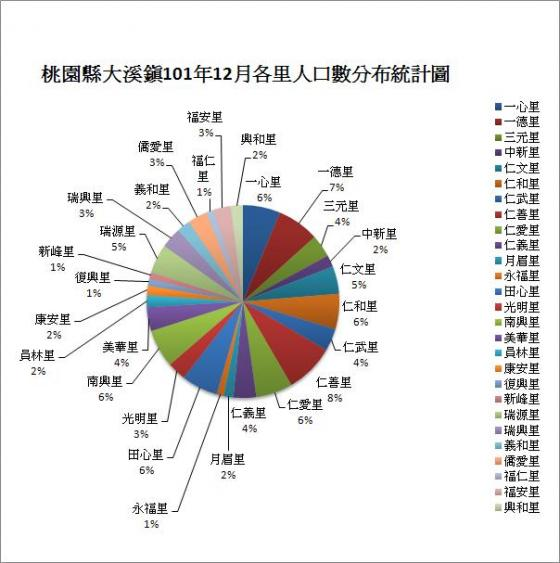 桃園縣大溪鎮101年12月各里人口數分布統計圖
一心里
6%
一德里
7%
三元里
4%
中新里
2%
仁文里
5%
仁和里
6%
仁武里
4%
仁善里
8%
仁愛里
6%
仁義里
4%
月眉里
2%
永福里
1%
田心里
6%
光明里
3%
南興里
6%
美華里
4%
員林里
2%
康安里
2%
復興里
1%
新峰里
1%
瑞源里
5%
瑞興里
3%
義和里
2%
僑愛里
3%
福仁
里
1%
福安里
3%
興和里
2%
一心里
一德里
三元里
中新里
仁文里
仁和里
仁武里
仁善里
仁愛里
仁義里
月眉里
永福里
田心里
光明里
南興里
美華里
員林里
康安里
復興里
新峰里
瑞源里
瑞興里
義和里
僑愛里
福仁里
福安里
興和里